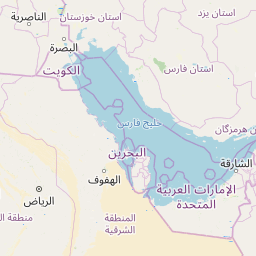 الناصرية
استان خوزستان
استان یزد
البصرة
الكويت
استان فارس
خلیج فارس
ن هرمزگان
البحرين
الشارقة
الهفوف
الإمارات العربية
المتحدة
الرياض
المنطقة
الشرقية
منطقة ال